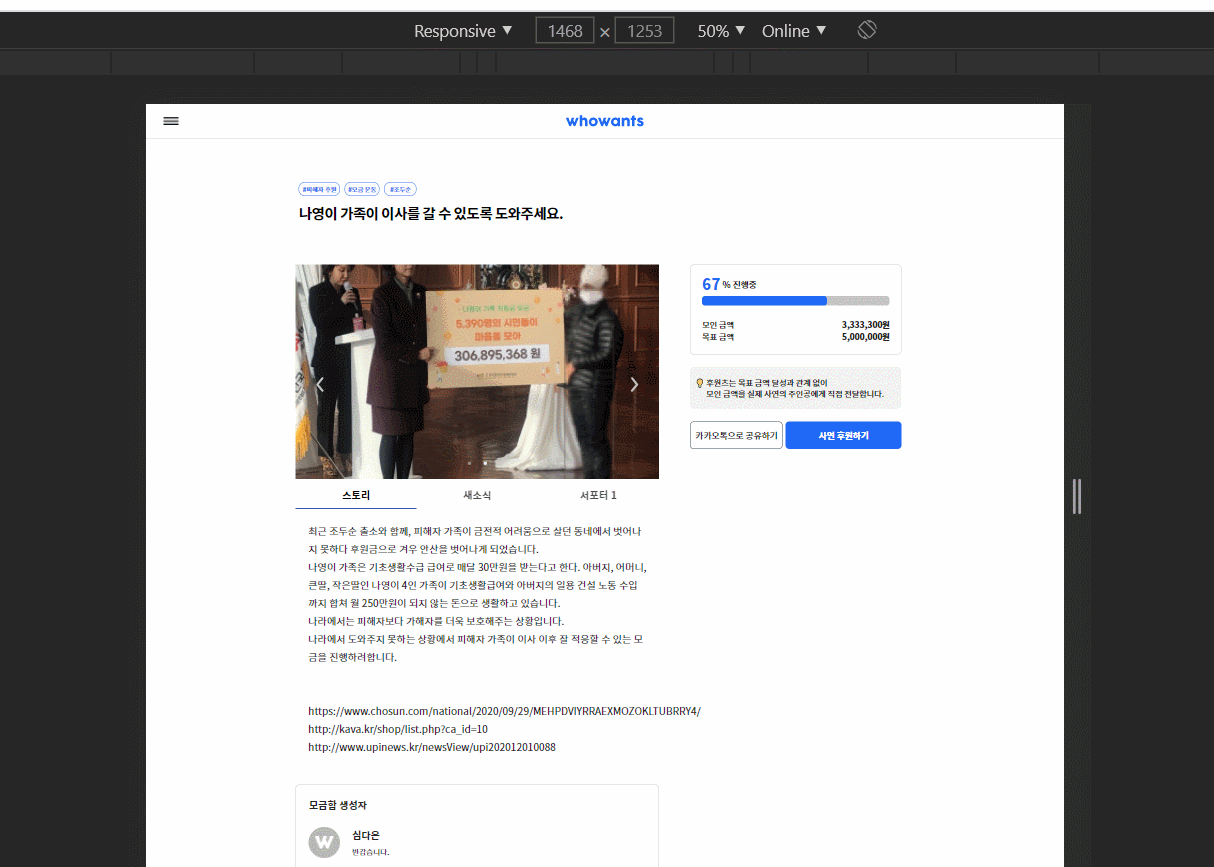 Responsive ▼ 1468 × 1253 50% ▼ Online ▼
whowants
#피해자 후원 #모금 운동 #조두순
나영이 가족이 이사를 갈 수 있도록 도와주세요.
나영이 가족
5,390명의 시민들이
마음을 모아
306,895,368 원
67 % 진행중
모인 금액 3,333,300원
목표 금액 5,000,000원
후원츠는 목표 금액 달성과 관계 없이
모인 금액을 실제 사연의 주인공에게 직접 전달합니다.
카카오톡으로 공유하기 사연 후원하기
스토리 새소식 서포터 1
최근 조두순 출소와 함께, 피해자 가족이 금전적 어려움으로 살던 동네에서 벗어나
지 못하다 후원금으로 겨우 안산을 벗어나게 되었습니다.
나영이 가족은 기초생활수급 급여로 매달 30만원을 받는다고 한다. 아버지, 어머니,
큰딸, 작은딸인 나영이 4인 가족이 기초생활급여와 아버지의 일용 건설 노동 수입
까지 합쳐 월 250만원이 되지 않는 돈으로 생활하고 있습니다.
나라에서는 피해자보다 가해자를 더욱 보호해주는 상황입니다.
나라에서 도와주지 못하는 상황에서 피해자 가족이 이사 이후 잘 적응할 수 있는 모
금을 진행하려합니다.
https://www.chosun.com/national/2020/09/29/MEHPDVIYRRAEXMOZOKLTUBRRY4/
http://kava.kr/shop/list.php?ca_id=10
http://www.upinews.kr/newsView/upi202012010088
모금함 생성자
W 심다은
반갑습니다.